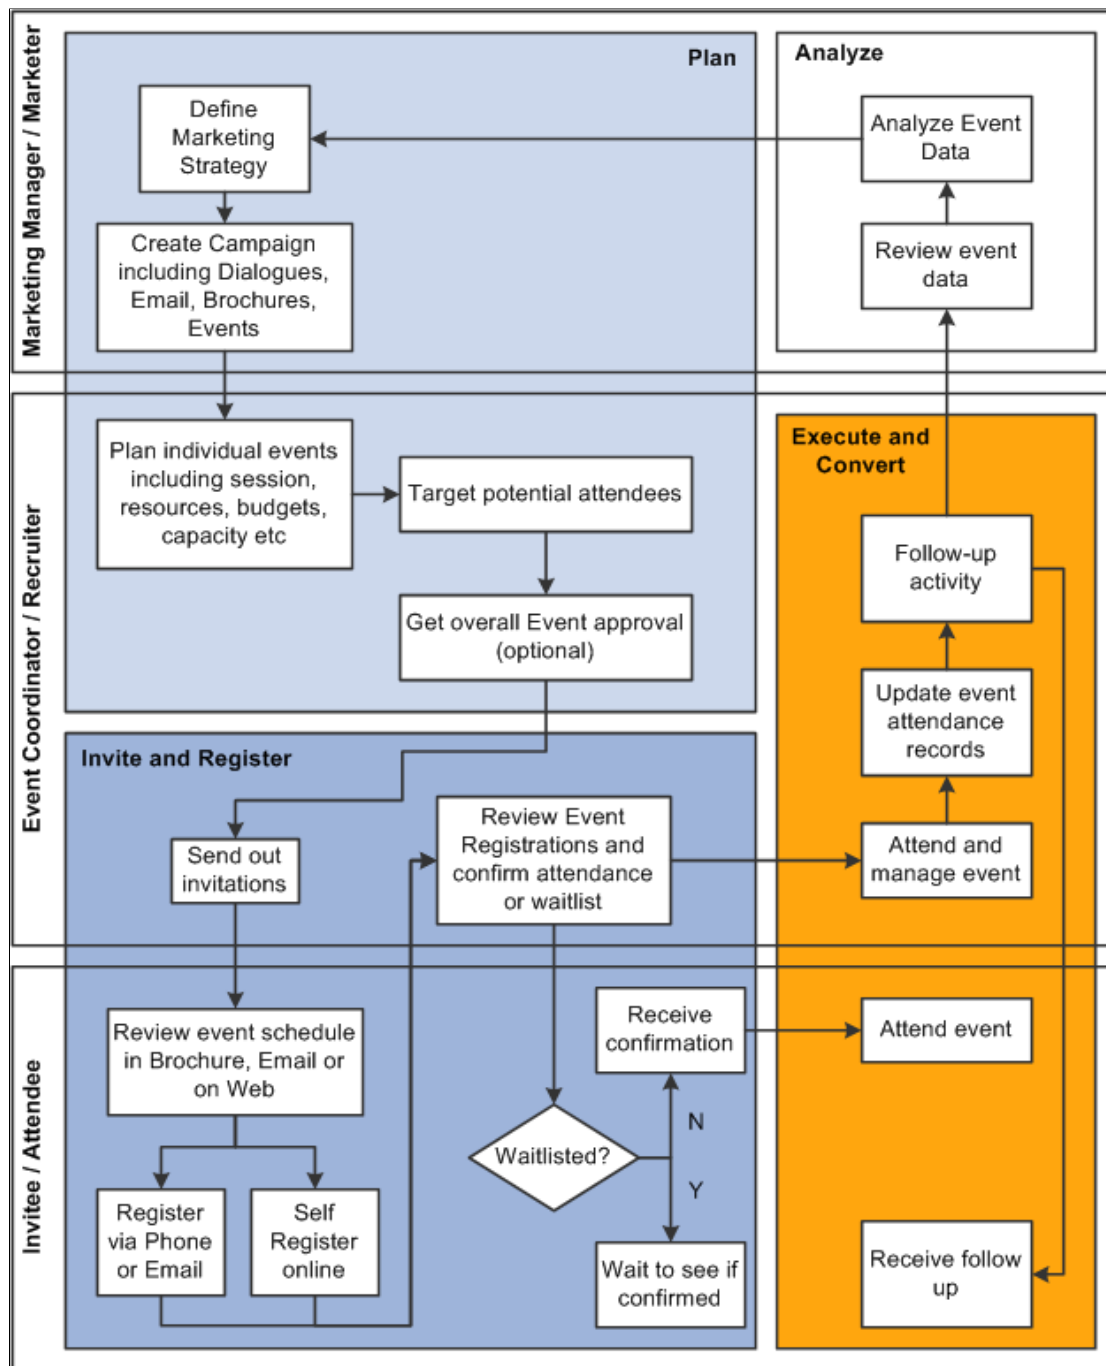 Marketing Manager / Marketer
Plan
Define
Marketing
Strategy
Create Campaign
including Dialogues,
Email, Brochures,
Events
Analyze
Analyze Event
Data
Review event
data
Event Coordinator / Recruiter
Plan individual events
including session,
resources, budgets,
capacity etc
Target potential attendees
Get overall Event approval
(optional)
Execute and
Convert
Follow-up
activity
Update event
attendance
records
Attend and
manage event
Invite and Register
Send out
invitations
Review Event
Registrations and
confirm attendance
or waitlist
Invitee / Attendee
Review event schedule
in Brochure, Email or
on Web
Register
via Phone
or Email
Self
Register
online
Waitlisted?
N
Y
Receive
confirmation
Wait to see if
confirmed
Attend event
Receive follow
up